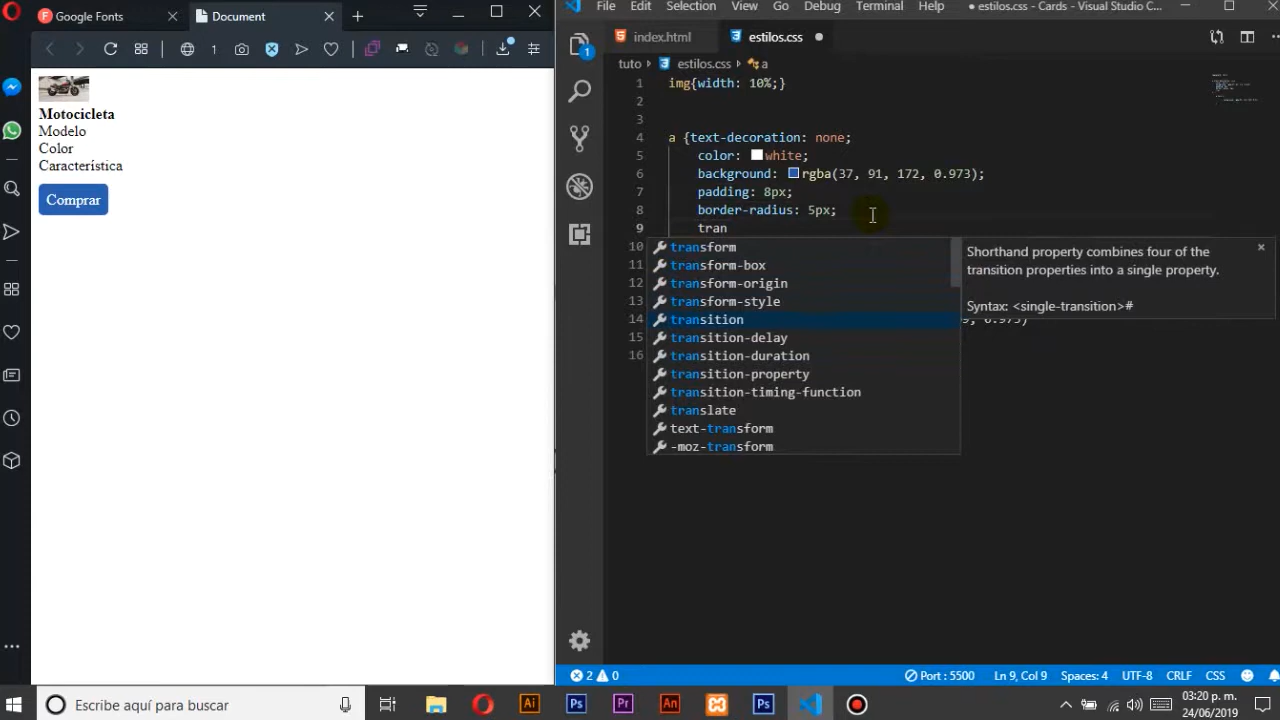 Google Fonts
Document
Motocicleta
Modelo
Color
Característica
Comprar
File Edit Selection View Go Debug Terminal Help
estilos.css - Cards - Visual Studio C...
index.html
estilos.css
tuto > estilos.css > a
1 img{width: 10%;}
2
3
4 a {text-decoration: none;
5 color: white;
6 background: rgba(37, 91, 172, 0.973);
7 padding: 8px;
8 border-radius: 5px;
9 tran
10
11
12
13
14
15
16
transform
transform-box
transform-origin
transform-style
transition
transition-delay
transition-duration
transition-property
transition-timing-function
translate
text-transform
-moz-transform
Shorthand property combines four of the
transition properties into a single property.
Syntax: <single-transition>#
1
2 0
Port : 5500
Ln 9, Col 9
Spaces: 4
UTF-8
CRLF
CSS
Escribe aquí para buscar
Ai
Ps
Pr
An
Ps
03:20 p. m.
24/06/2019